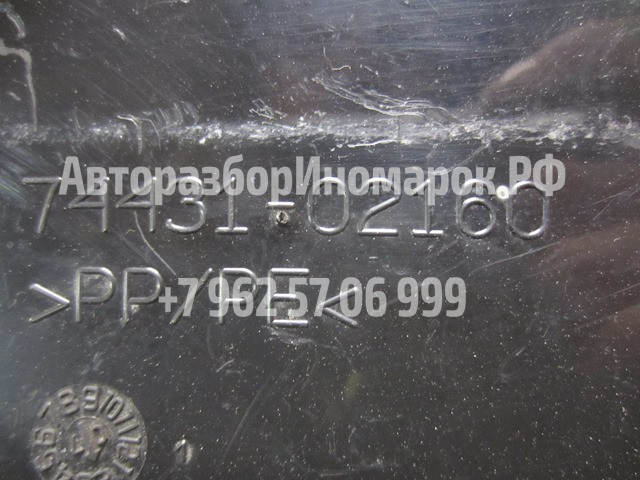 АвторазборИномарок.РФ
74431-02160
>PP/PE<
+7 962 57 06 999